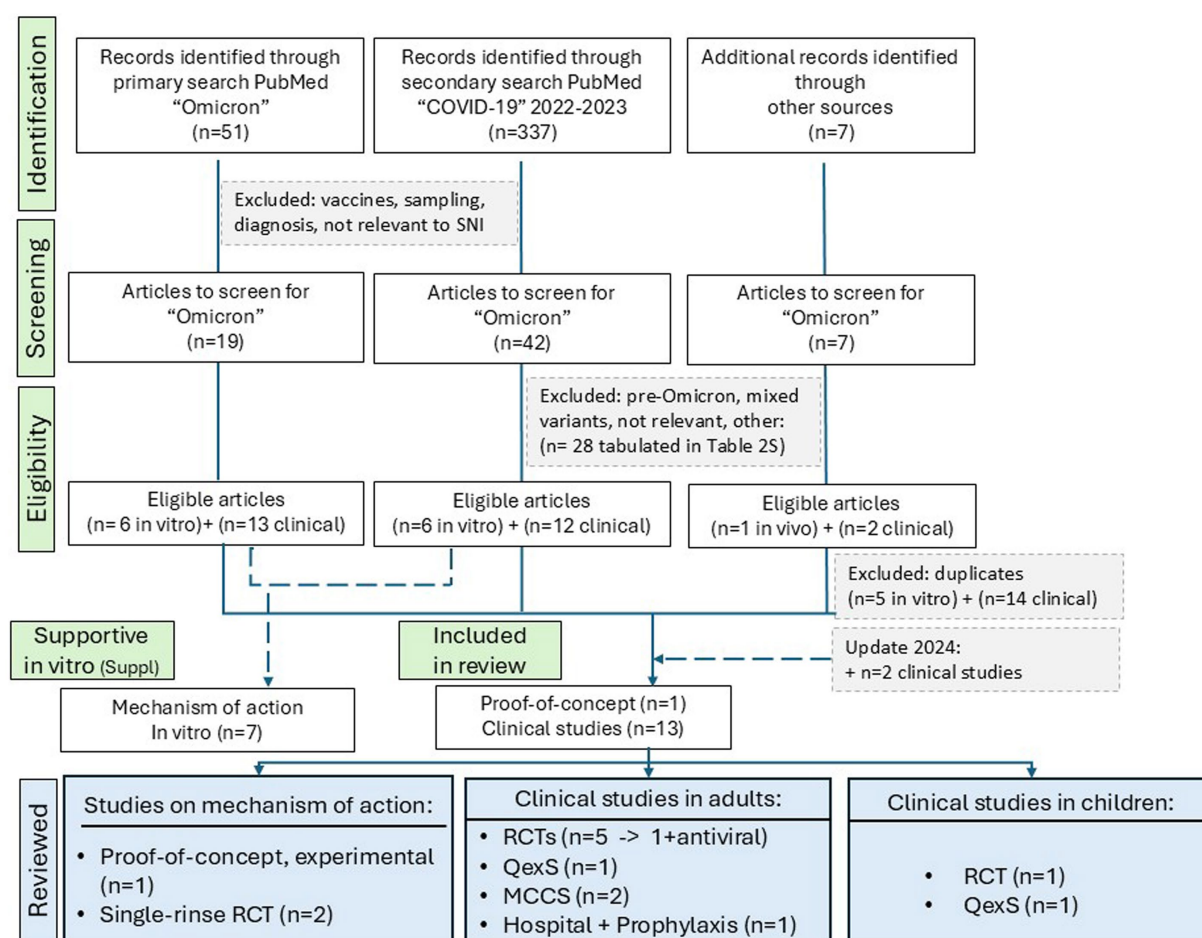 Identification
Records identified through
primary search PubMed
“Omicron”
(n=51)
Records identified through
secondary search PubMed
“COVID-19” 2022-2023
(n=337)
Additional records identified
through
other sources
(n=7)
Excluded: vaccines, sampling,
diagnosis, not relevant to SNI
Screening
Articles to screen for
“Omicron”
(n=19)
Articles to screen for
“Omicron”
(n=42)
Articles to screen for
“Omicron”
(n=7)
Excluded: pre-Omicron, mixed
variants, not relevant, other:
(n= 28 tabulated in Table 2S)
Eligibility
Eligible articles
(n= 6 in vitro)+ (n=13 clinical)
Eligible articles
(n=6 in vitro) + (n=12 clinical)
Eligible articles
(n=1 in vivo) + (n=2 clinical)
Excluded: duplicates
(n=5 in vitro) + (n=14 clinical)
Supportive
in vitro (Suppl)
Included
in review
Update 2024:
+ n=2 clinical studies
Mechanism of action
In vitro (n=7)
Proof-of-concept (n=1)
Clinical studies (n=13)
Reviewed
Studies on mechanism of action:
• Proof-of-concept, experimental
(n=1)
• Single-rinse RCT (n=2)
Clinical studies in adults:
• RCTs (n=5 -> 1+antiviral)
• QexS (n=1)
• MCCS (n=2)
• Hospital + Prophylaxis (n=1)
Clinical studies in children:
• RCT (n=1)
• QexS (n=1)